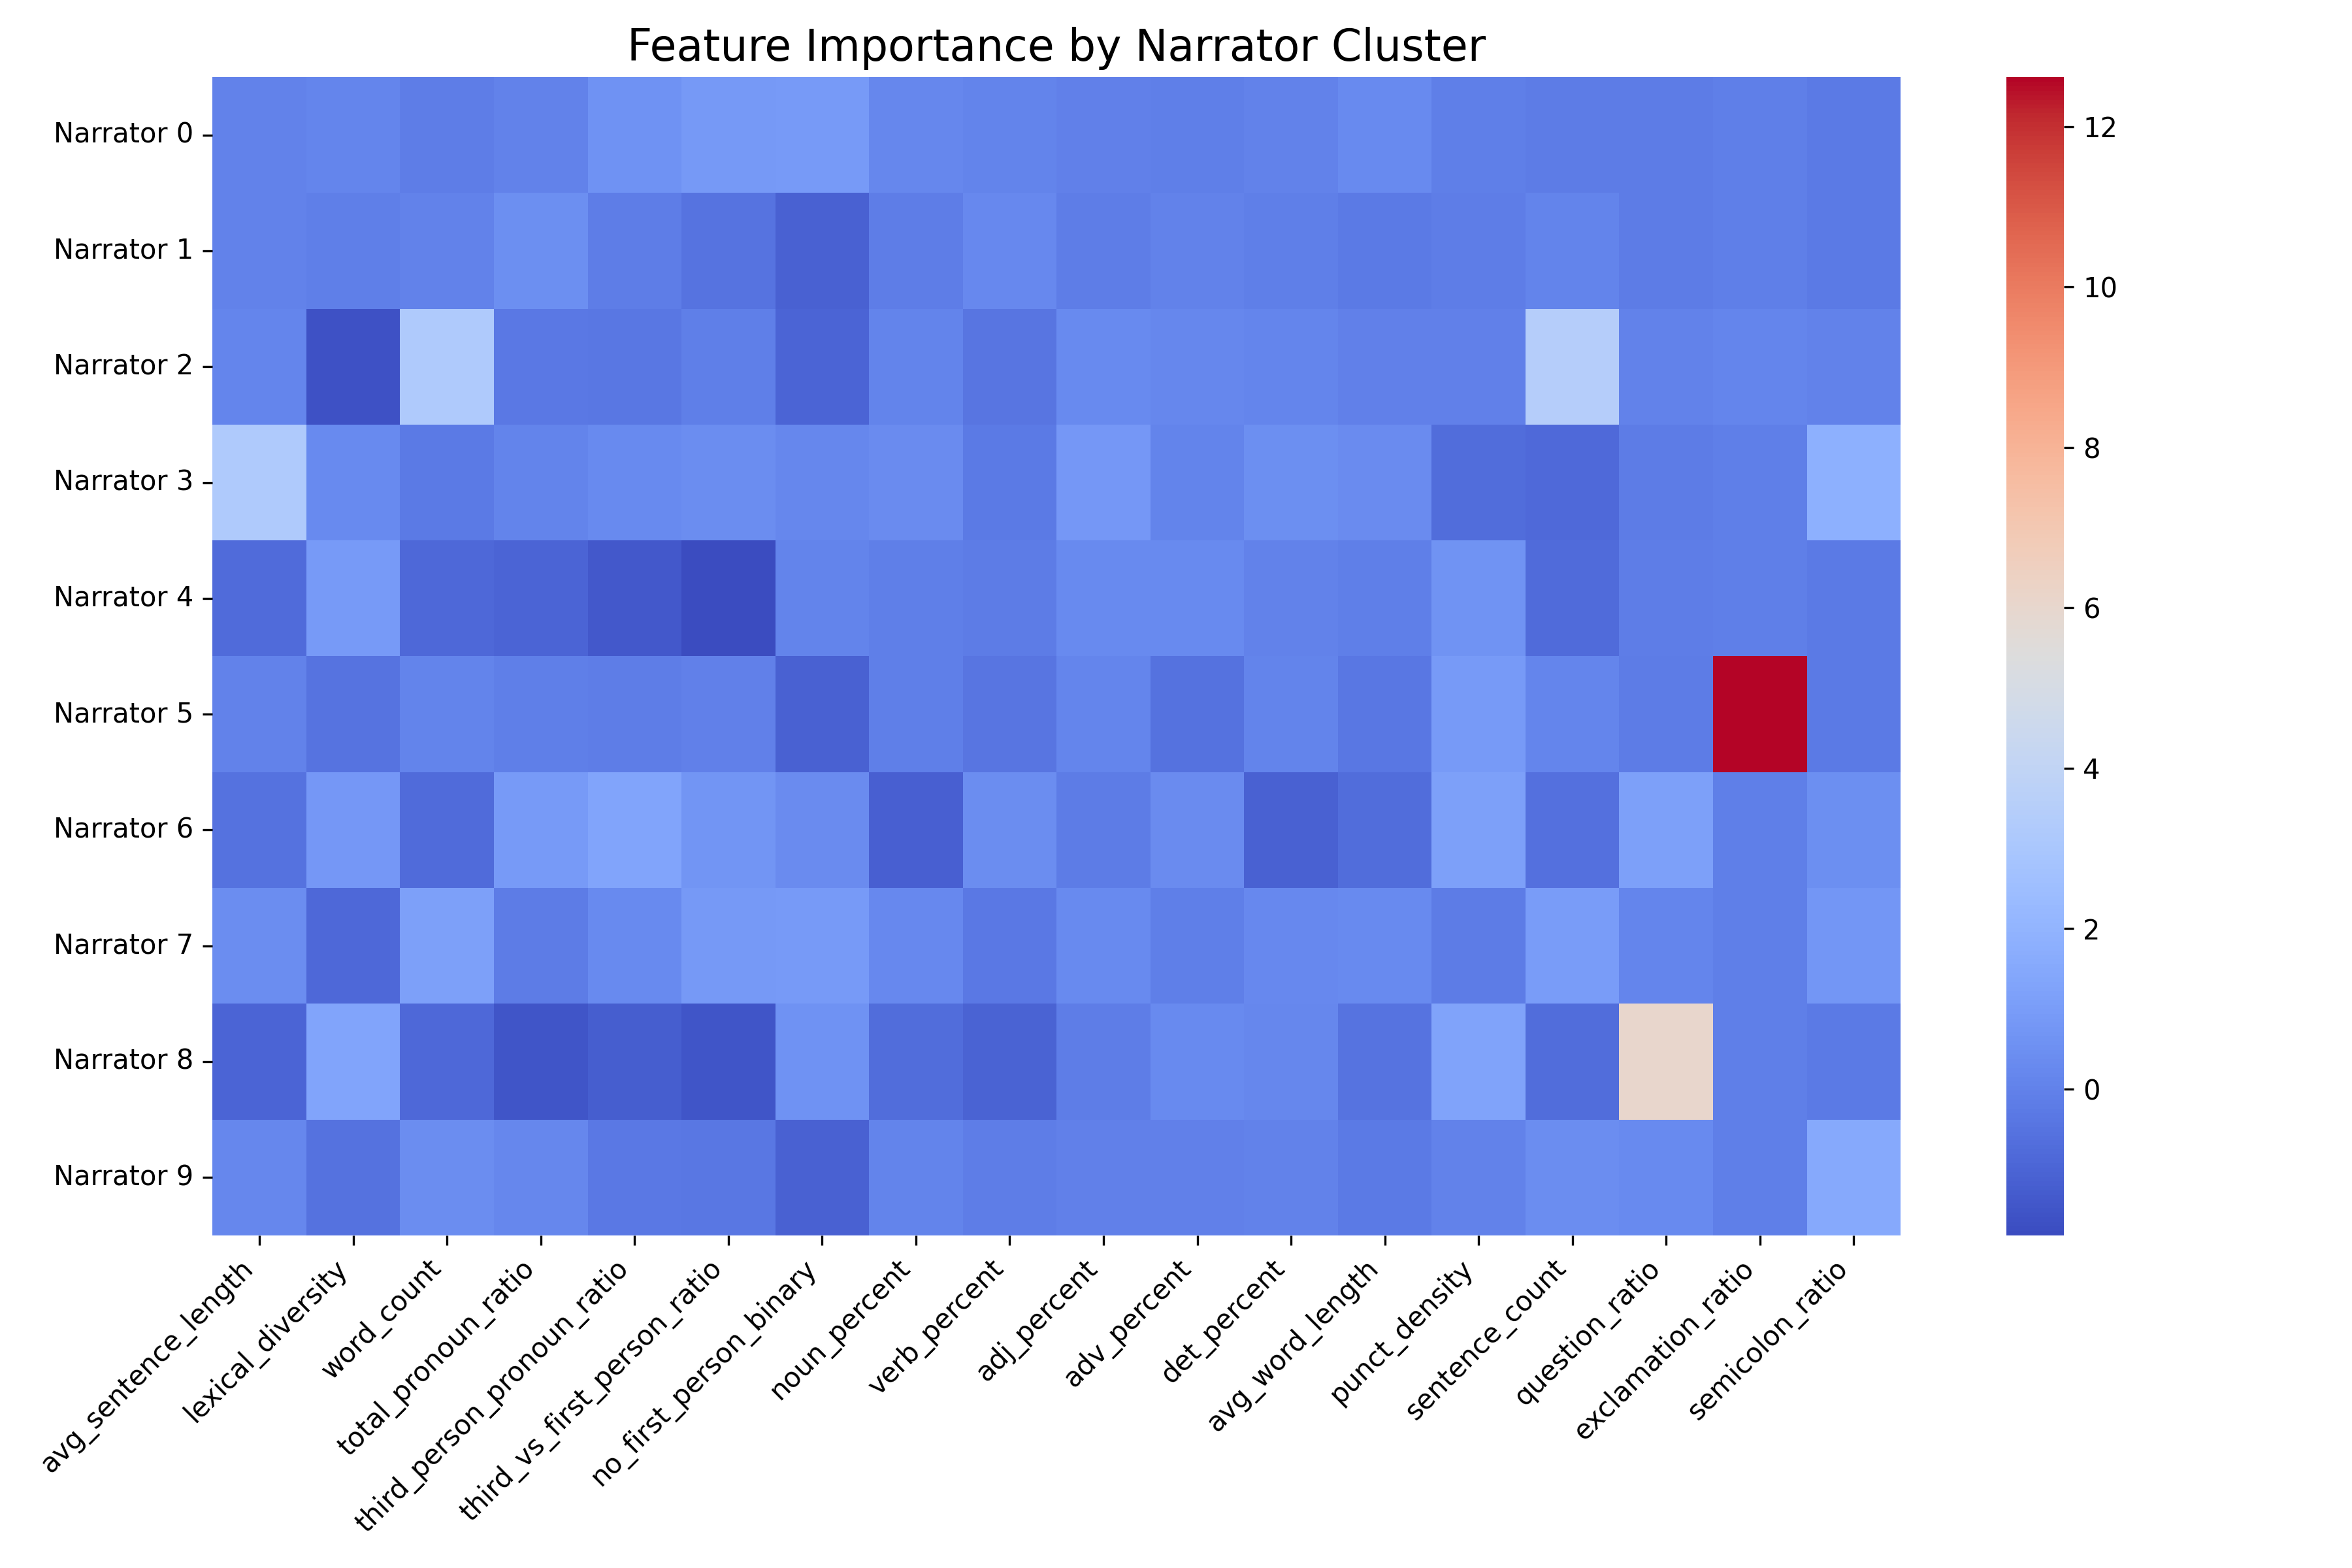 Feature Importance by Narrator Cluster
Narrator 0
Narrator 1
Narrator 2
Narrator 3
Narrator 4
Narrator 5
Narrator 6
Narrator 7
Narrator 8
Narrator 9
avg_sentence_length
lexical_diversity
word_count
total_pronoun_ratio
third_person_pronoun_ratio
third_vs_first_person_ratio
no_first_person_binary
noun_percent
verb_percent
adj_percent
adv_percent
det_percent
avg_word_length
punct_density
sentence_count
question_ratio
exclamation_ratio
semicolon_ratio
12
10
8
6
4
2
0